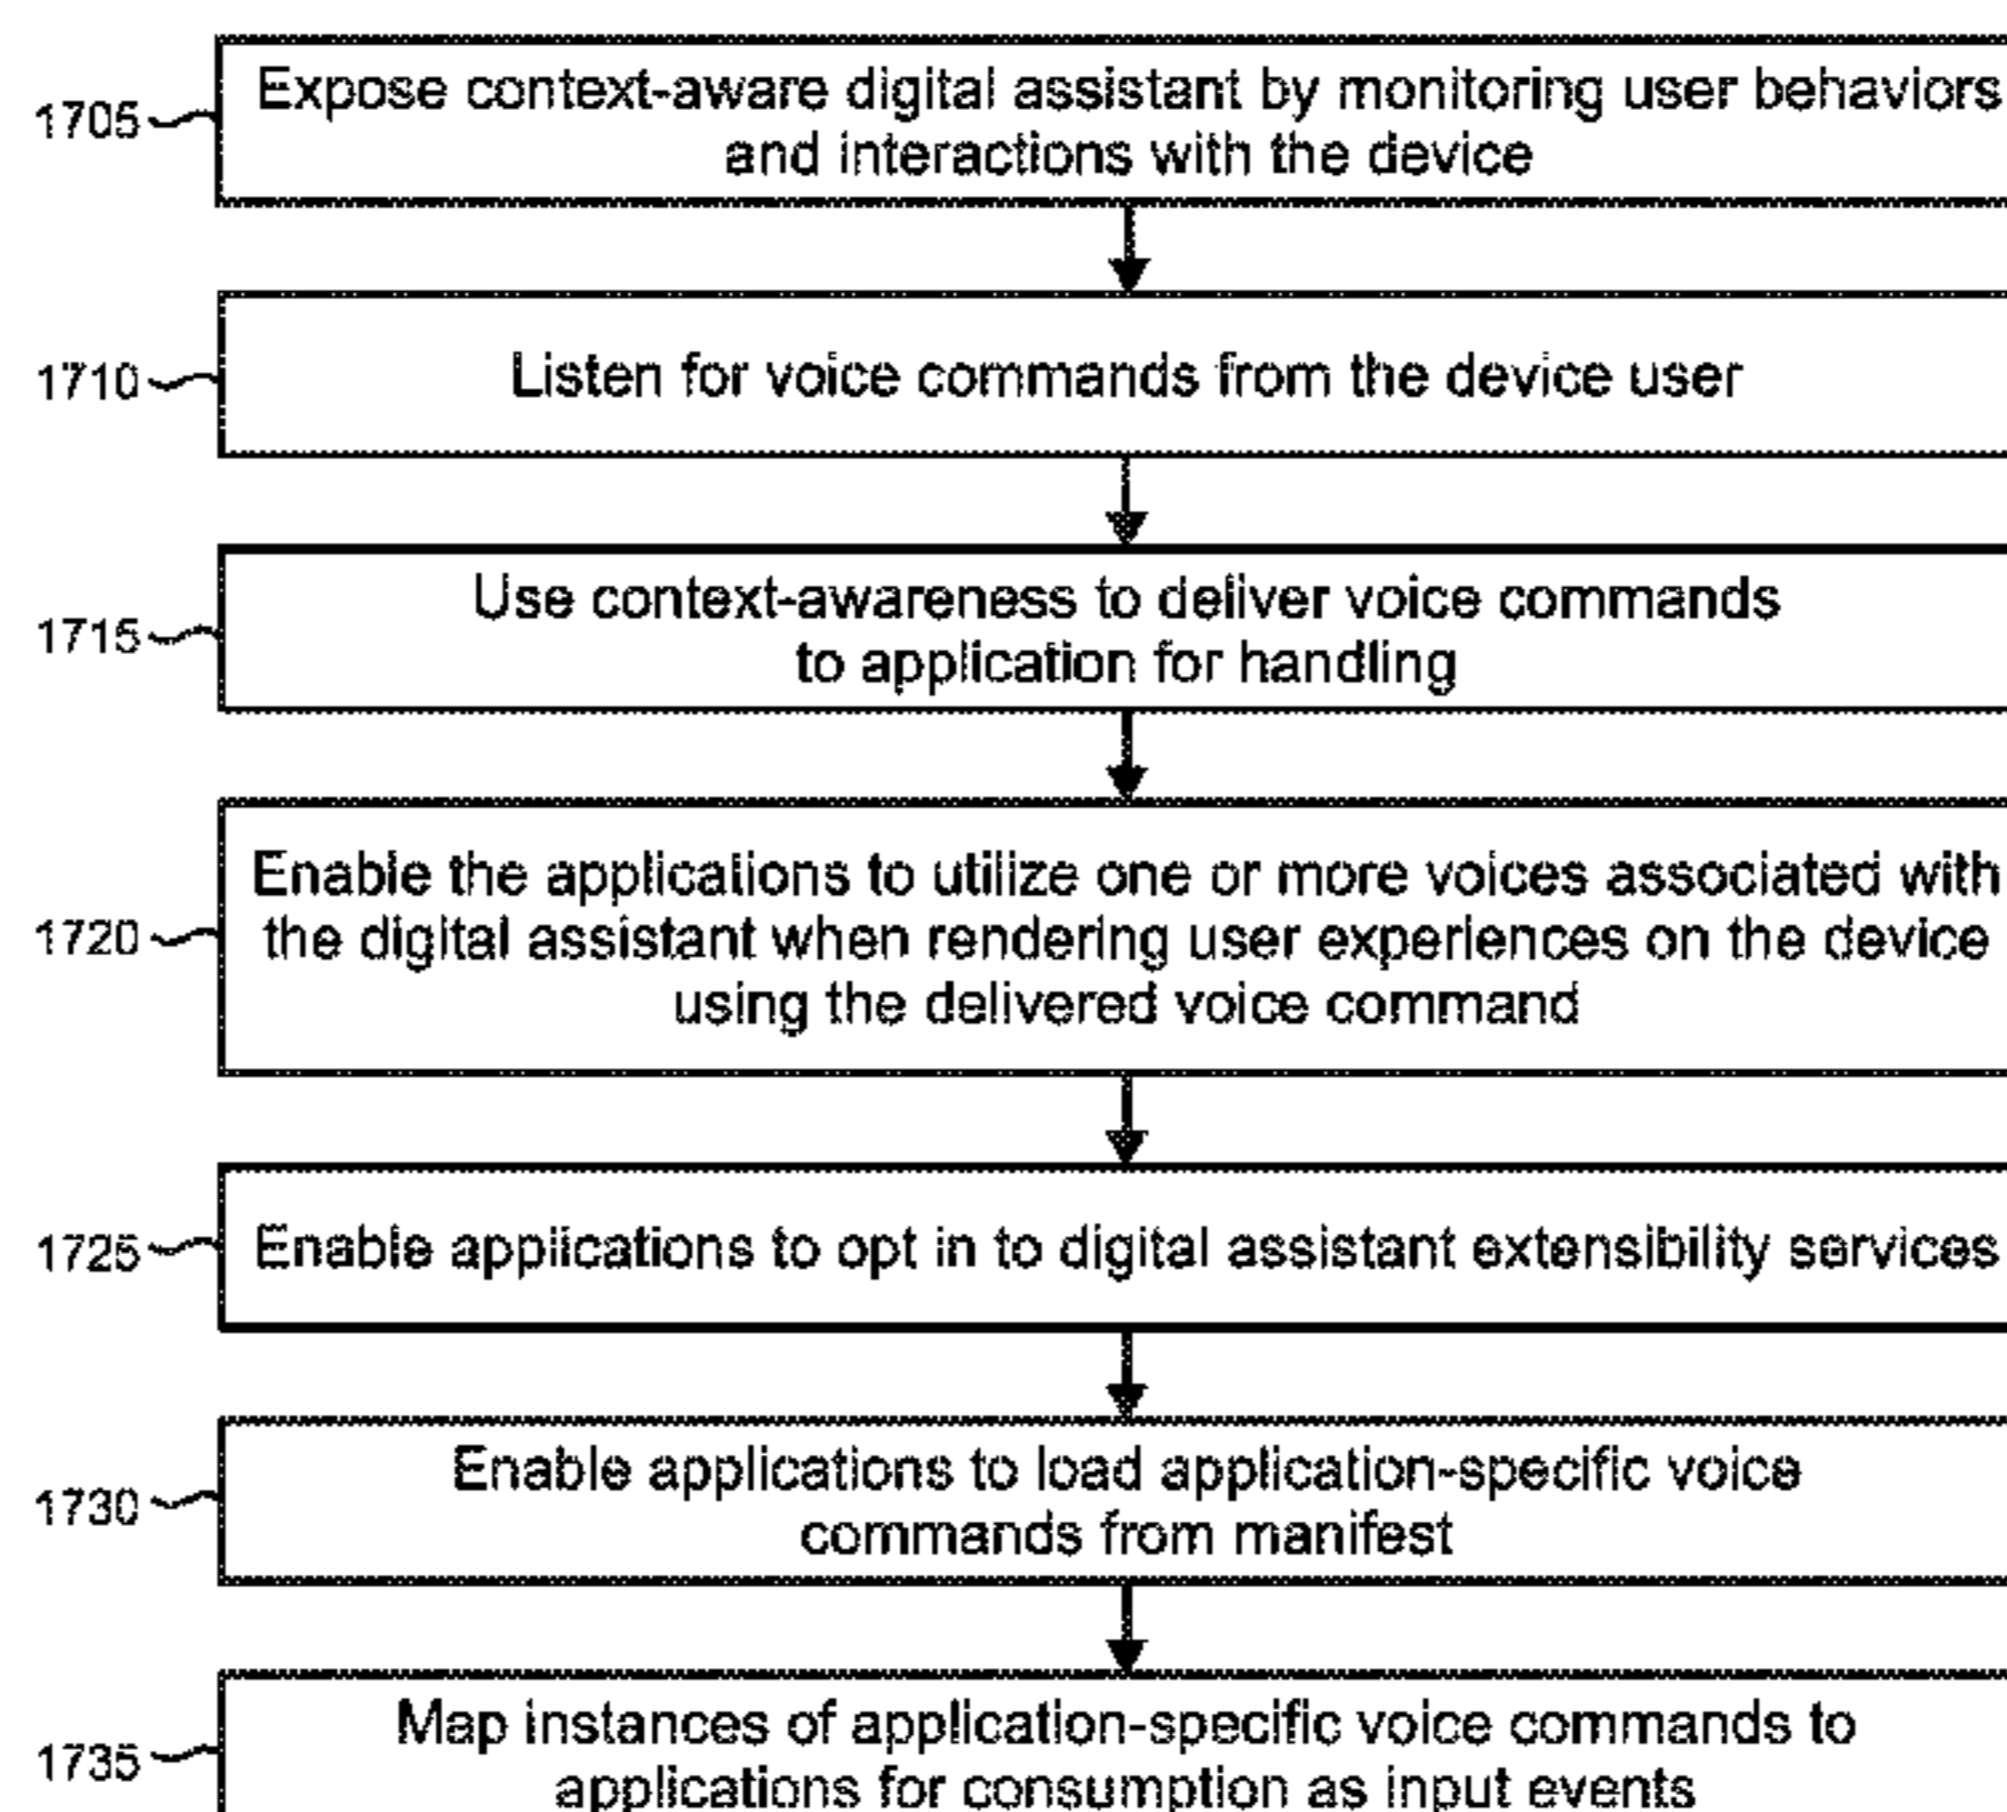 Expose context-aware digital assistant by monitoring user behaviors
1705
and interactions with the device
1710
Listen for voice commands from the device user
Use context-awareness to deliver voice commands
1715
to application for handling
Enable the applications to utilize one or more voices associated with
1720
the digital assistant when rendering user experiences on the device
using the delivered voice command
1725
Enable applications to opt in to digital assistant extensibility services
Enable applications to load application-specific voice
1730
commands from manifest
Map instances of application-specific voice commands to
1735
applications for consumption as input events